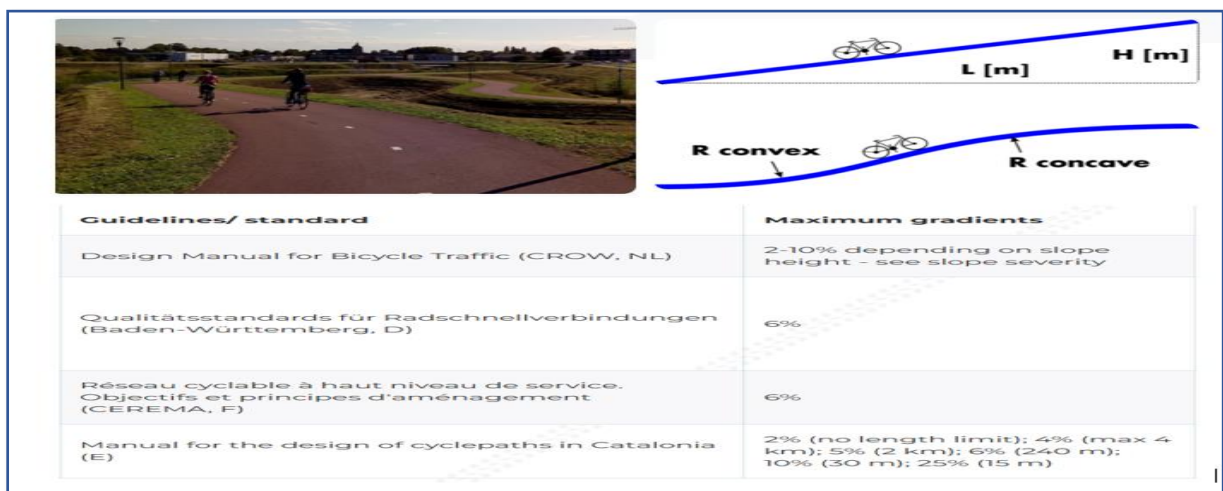 H [m]
L [m]
R convex
R concave
Guidelines/ standard
Maximum gradients
Design Manual for Bicycle Traffic (CROW, NL)
2-10% depending on slope
height - see slope severity
Qualitätsstandards für Radschnellverbindungen
(Baden-Württemberg, D)
6%
Réseau cyclable à haut niveau de service.
Objectifs et principes d'aménagement
(CEREMA, F)
6%
Manual for the design of cyclepaths in Catalonia
(E)
2% (no length limit); 4% (max 4
km); 5% (2 km); 6% (240 m);
10% (30 m); 25% (15 m)